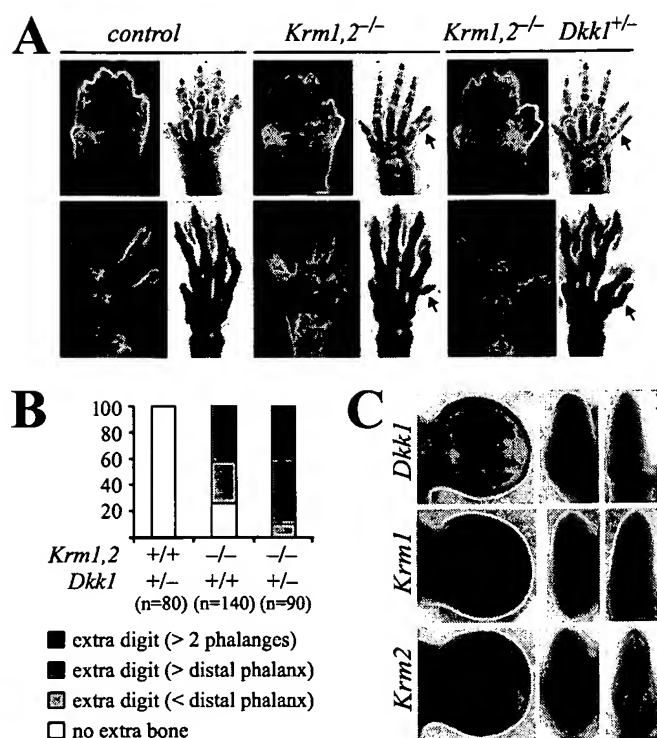 A
control Krm1,2−/− Krm1,2−/− Dkk1+/−
B
100
80
60
40
20
Krm1,2 +/+ −/− −/−
Dkk1 +/− +/+ +/−
(n=80) (n=140) (n=90)
extra digit (> 2 phalanges)
extra digit (> distal phalanx)
extra digit (< distal phalanx)
no extra bone
C
Dkk1
Krm1
Krm2